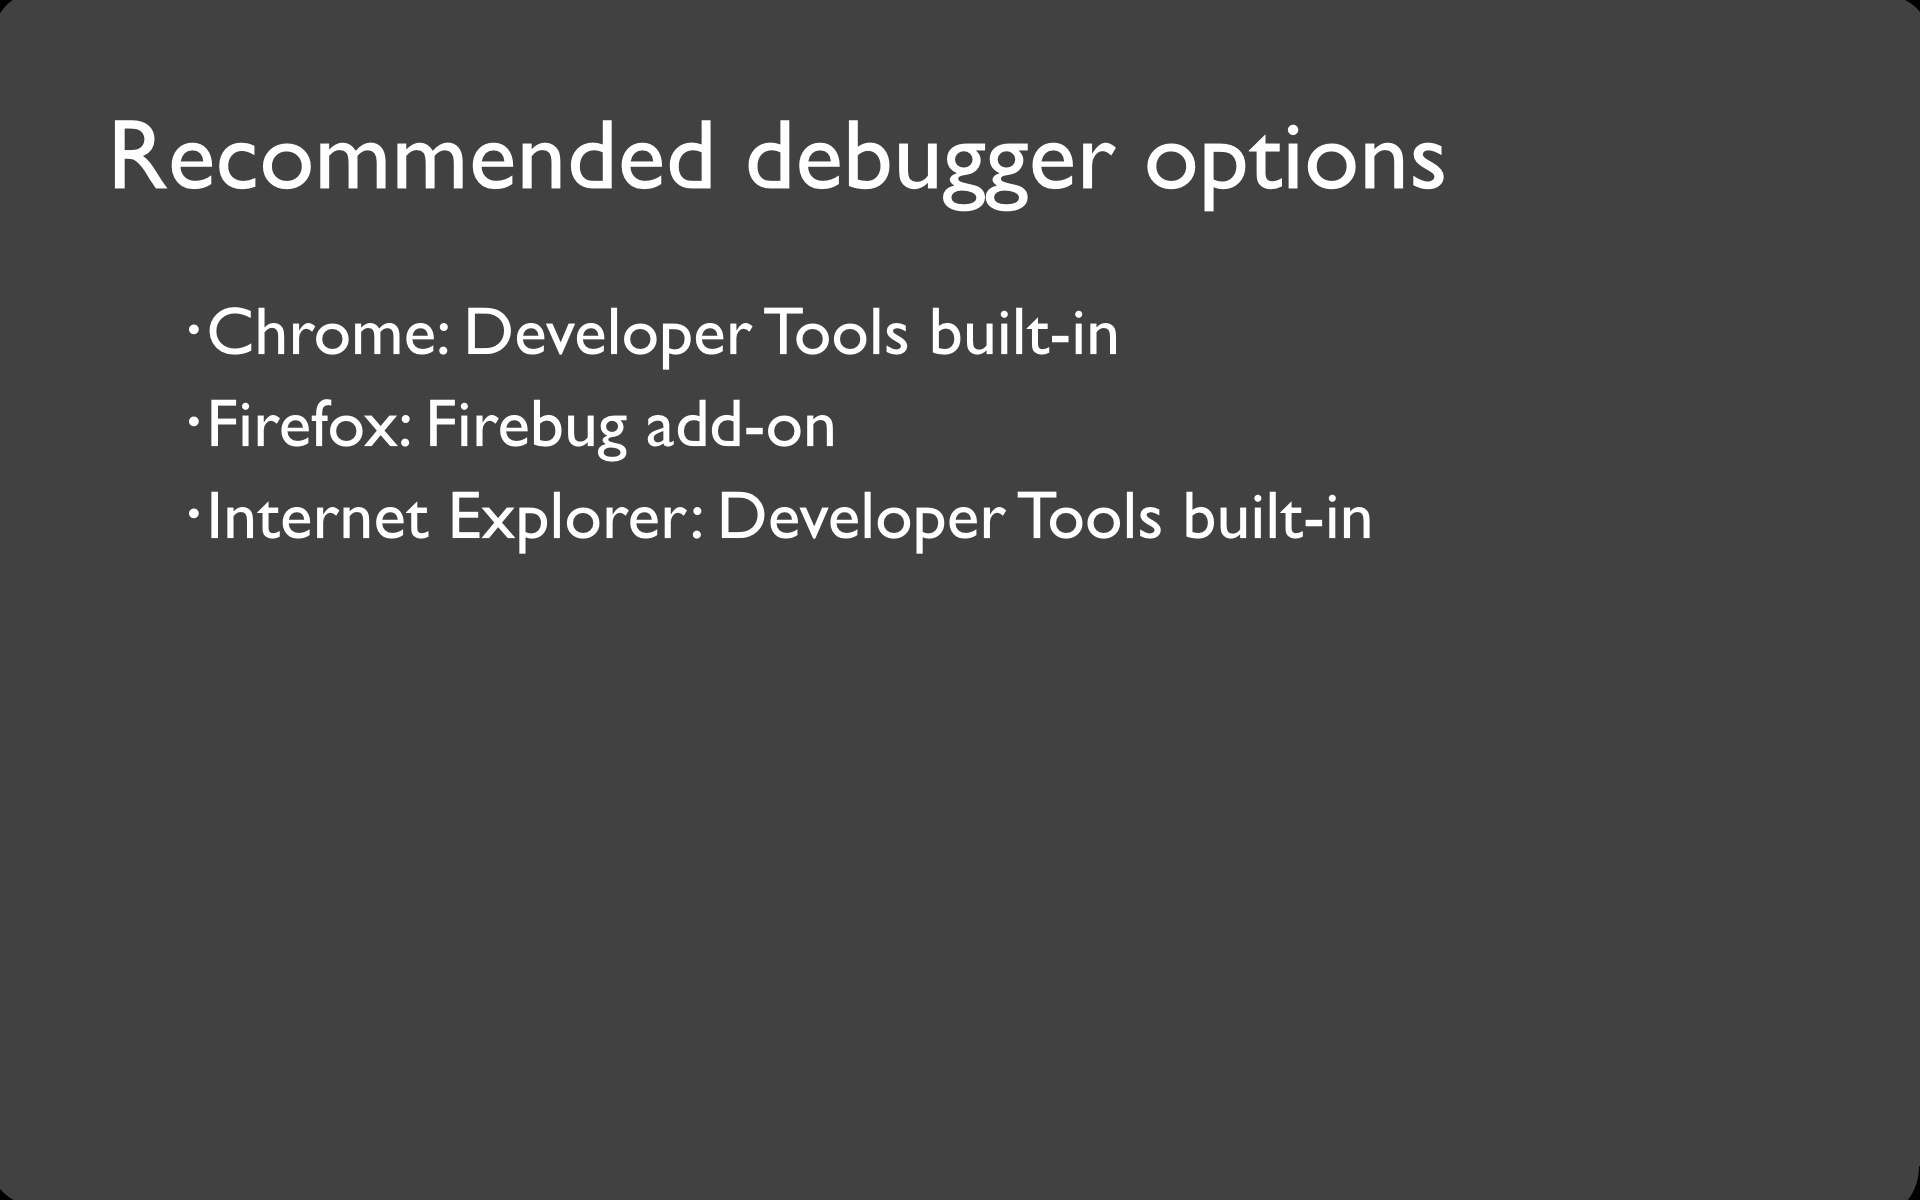 Recommended debugger options
• Chrome: Developer Tools built-in
• Firefox: Firebug add-on
• Internet Explorer: Developer Tools built-in